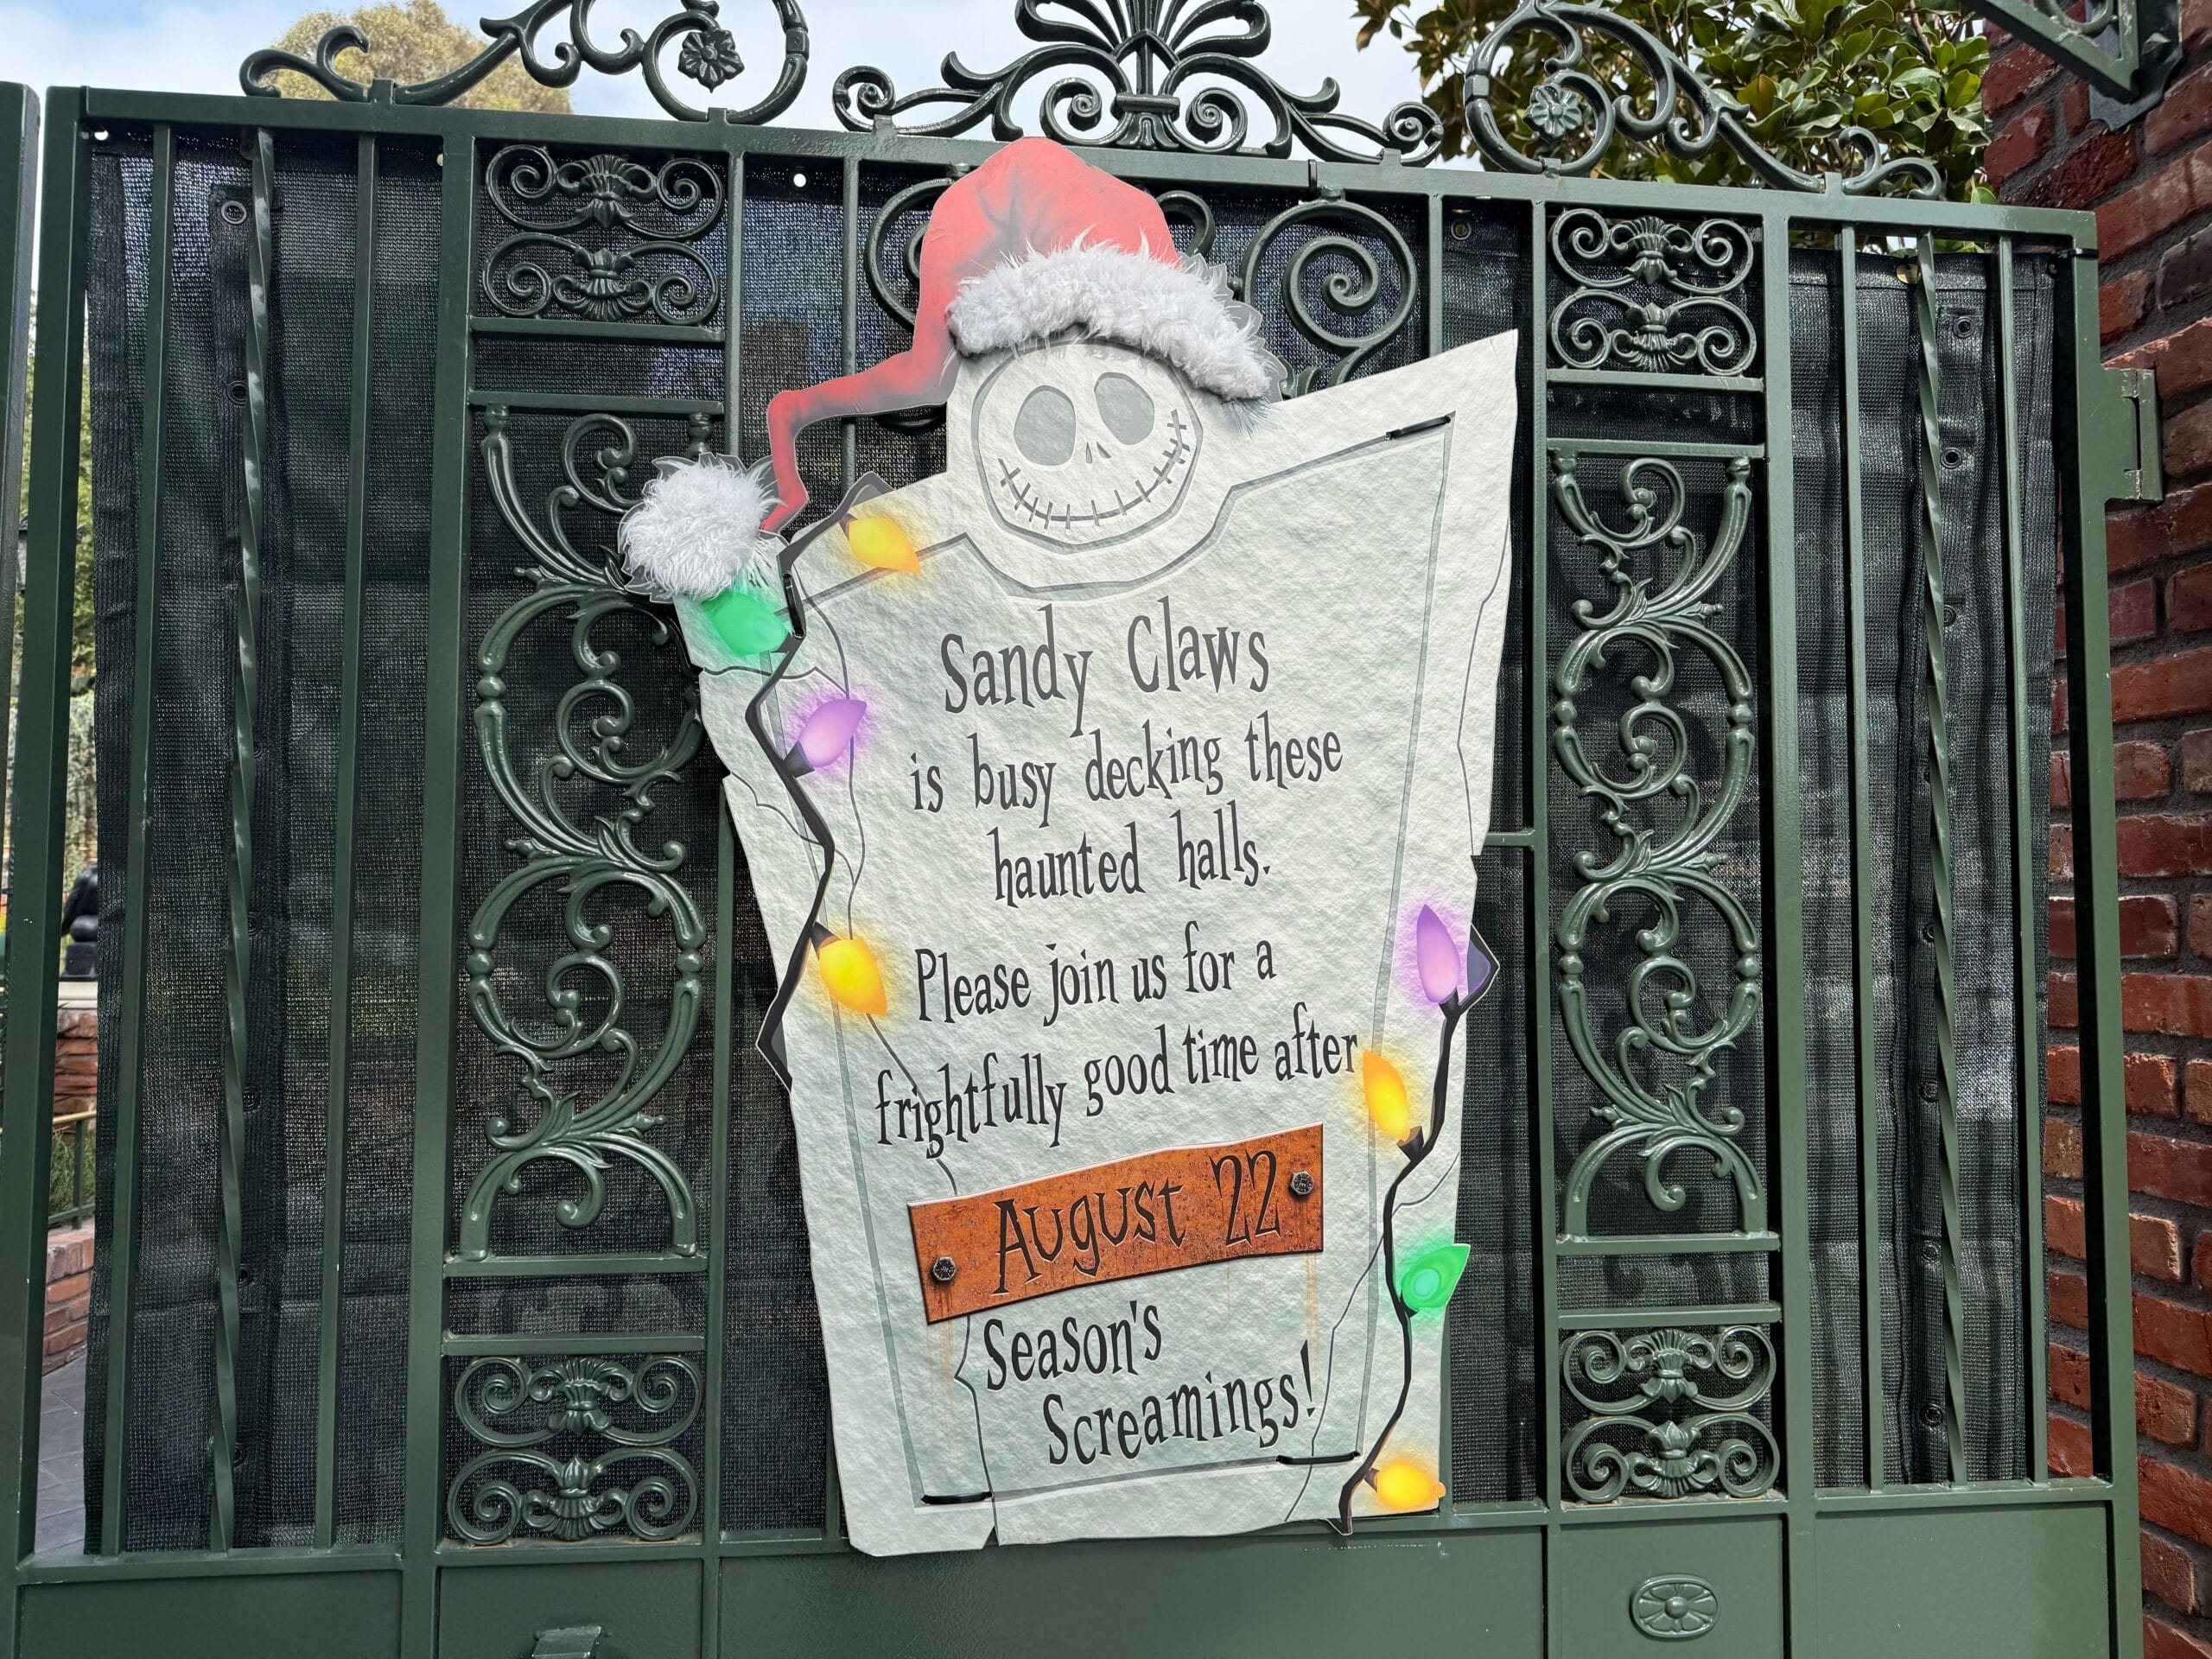 Sandy Claws
is busy decking these
haunted halls.
Please join us for a
frightfully good time after
August 22
Season's
Screamings!